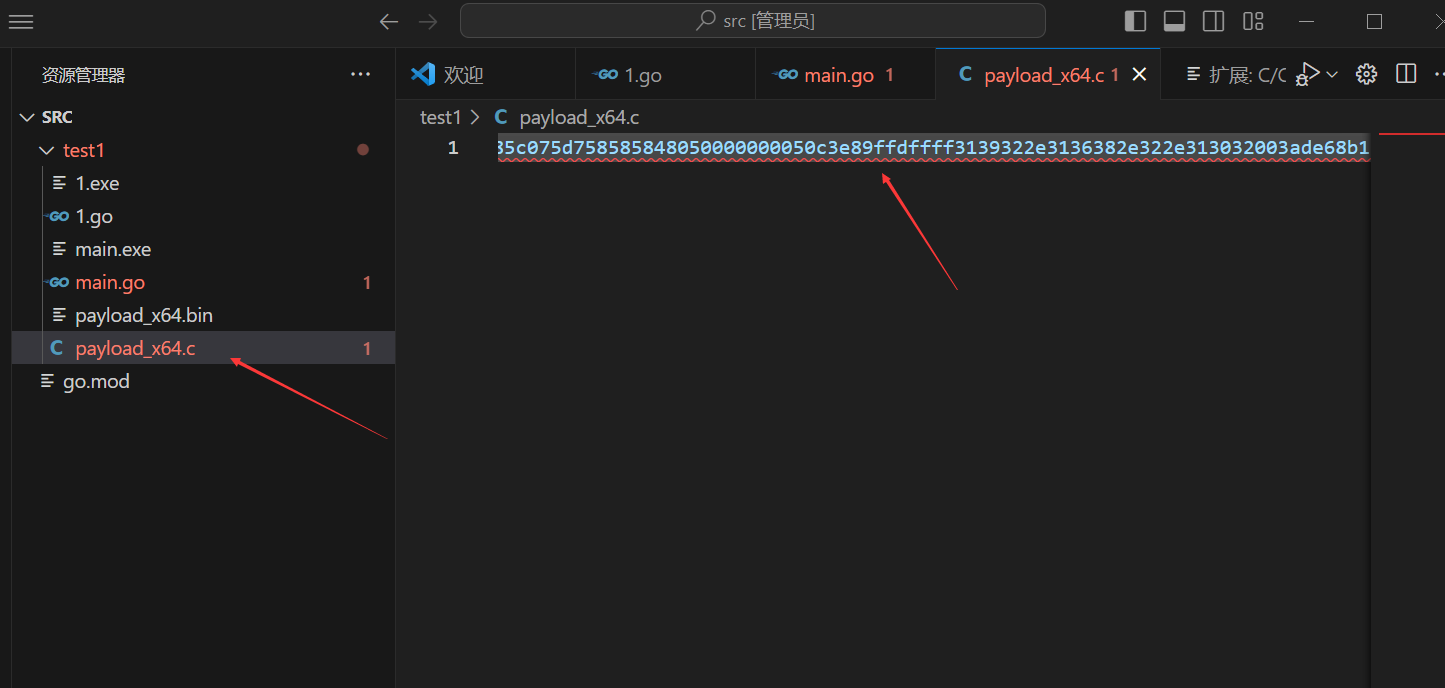 src [管理员]
资源管理器 ···
欢迎
1.go
main.go 1
payload_x64.c 1
扩展: C/C
SRC
test1
1.exe
1.go
main.exe
main.go 1
payload_x64.bin
payload_x64.c 1
go.mod
test1 > C payload_x64.c
1 35c075d758585848050000000050c3e89ffdffff3139322e3136382e322e313032003ade68b1